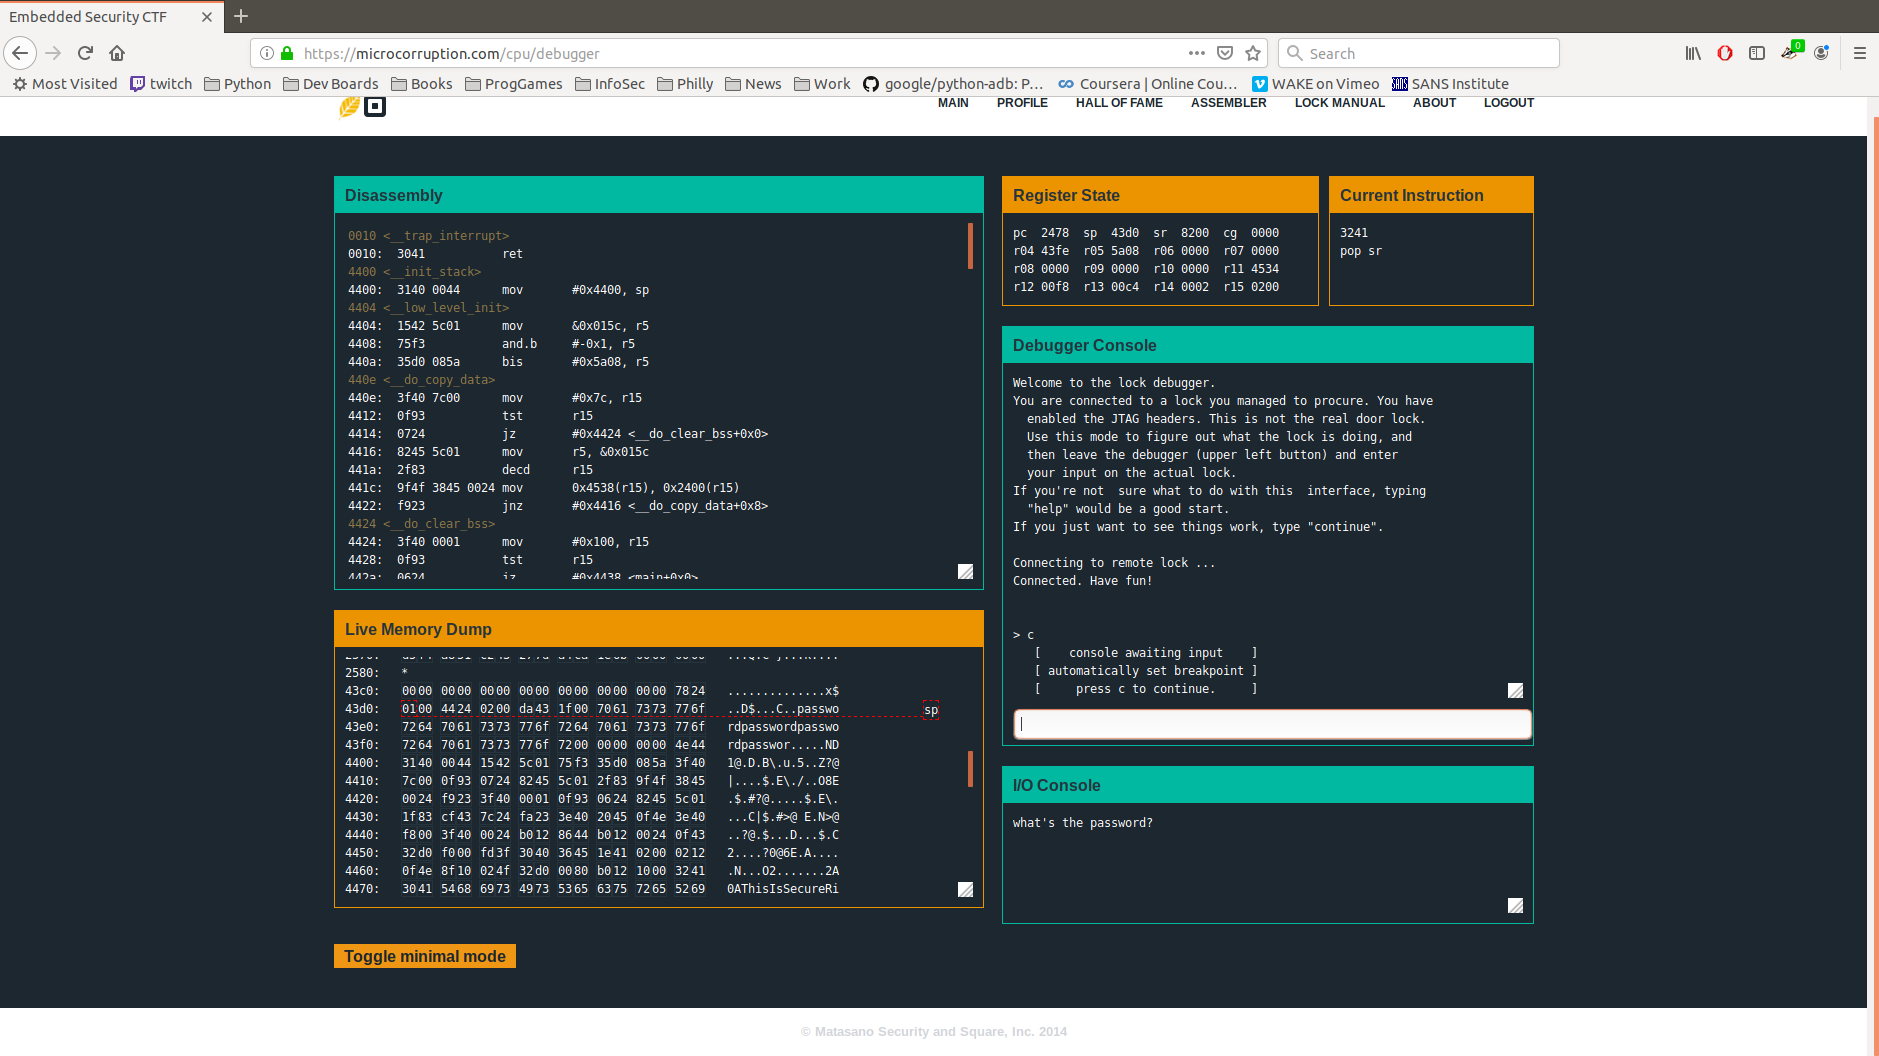 Embedded Security CTF
https://microcorruption.com/cpu/debugger
Search
0
Most Visited twitch Python Dev Boards Books ProgGames InfoSec Philly News Work google/python-adb: P… Coursera | Online Cou… WAKE on Vimeo SANS Institute
MAIN PROFILE HALL OF FAME ASSEMBLER LOCK MANUAL ABOUT LOGOUT
Disassembly
0010 <__trap_interrupt>
0010: 3041 ret
4400 <__init_stack>
4400: 3140 0044 mov #0x4400, sp
4404 <__low_level_init>
4404: 1542 5c01 mov &0x015c, r5
4408: 75f3 and.b #-0x1, r5
440a: 35d0 085a bis #0x5a08, r5
440e <__do_copy_data>
440e: 3f40 7c00 mov #0x7c, r15
4412: 0f93 tst r15
4414: 0724 jz #0x4424 <__do_clear_bss+0x0>
4416: 8245 5c01 mov r5, &0x015c
441a: 2f83 decd r15
441c: 9f4f 3845 0024 mov 0x4538(r15), 0x2400(r15)
4422: f923 jnz #0x4416 <__do_copy_data+0x8>
4424 <__do_clear_bss>
4424: 3f40 0001 mov #0x100, r15
4428: 0f93 tst r15
442a: 0624 jz #0x4438 <main+0x0>
Register State
pc 2478 sp 43d0 sr 8200 cg 0000
r04 43fe r05 5a08 r06 0000 r07 0000
r08 0000 r09 0000 r10 0000 r11 4534
r12 00f8 r13 00c4 r14 0002 r15 0200
Current Instruction
3241
pop sr
Debugger Console
Welcome to the lock debugger.
You are connected to a lock you managed to procure. You have
enabled the JTAG headers. This is not the real door lock.
Use this mode to figure out what the lock is doing, and
then leave the debugger (upper left button) and enter
your input on the actual lock.
If you're not  sure what to do with this  interface, typing
"help" would be a good start.
If you just want to see things work, type "continue".
Connecting to remote lock ...
Connected. Have fun!
> c
[    console awaiting input    ]
[ automatically set breakpoint ]
[     press c to continue.     ]
Live Memory Dump
2580: *
43c0: 0000 0000 0000 0000 0000 0000 0000 7824 ..............x$
43d0: 0100 4424 0200 da43 1f00 7061 7373 776f ..D$...C..passwo sp
43e0: 7264 7061 7373 776f 7264 7061 7373 776f rdpasswordpasswo
43f0: 7264 7061 7373 776f 7200 0000 0000 4e44 rdpasswor.....ND
4400: 3140 0044 1542 5c01 75f3 35d0 085a 3f40 1@.D.B\.u.5..Z?@
4410: 7c00 0f93 0724 8245 5c01 2f83 9f4f 3845 |....$.E\./..O8E
4420: 0024 f923 3f40 0001 0f93 0624 8245 5c01 .$.#?@.....$.E\.
4430: 1f83 cf43 7c24 fa23 3e40 2045 0f4e 3e40 ...C|$.#>@ E.N>@
4440: f800 3f40 0024 b012 8644 b012 0024 0f43 ..?@.$...D...$.C
4450: 32d0 f000 fd3f 3040 3645 1e41 0200 0212 2....?0@6E.A....
4460: 0f4e 8f10 024f 32d0 0080 b012 1000 3241 .N...O2.......2A
4470: 3041 5468 6973 4973 5365 6375 7265 5269 0AThisIsSecureRi
I/O Console
what's the password?
Toggle minimal mode
© Matasano Security and Square, Inc. 2014